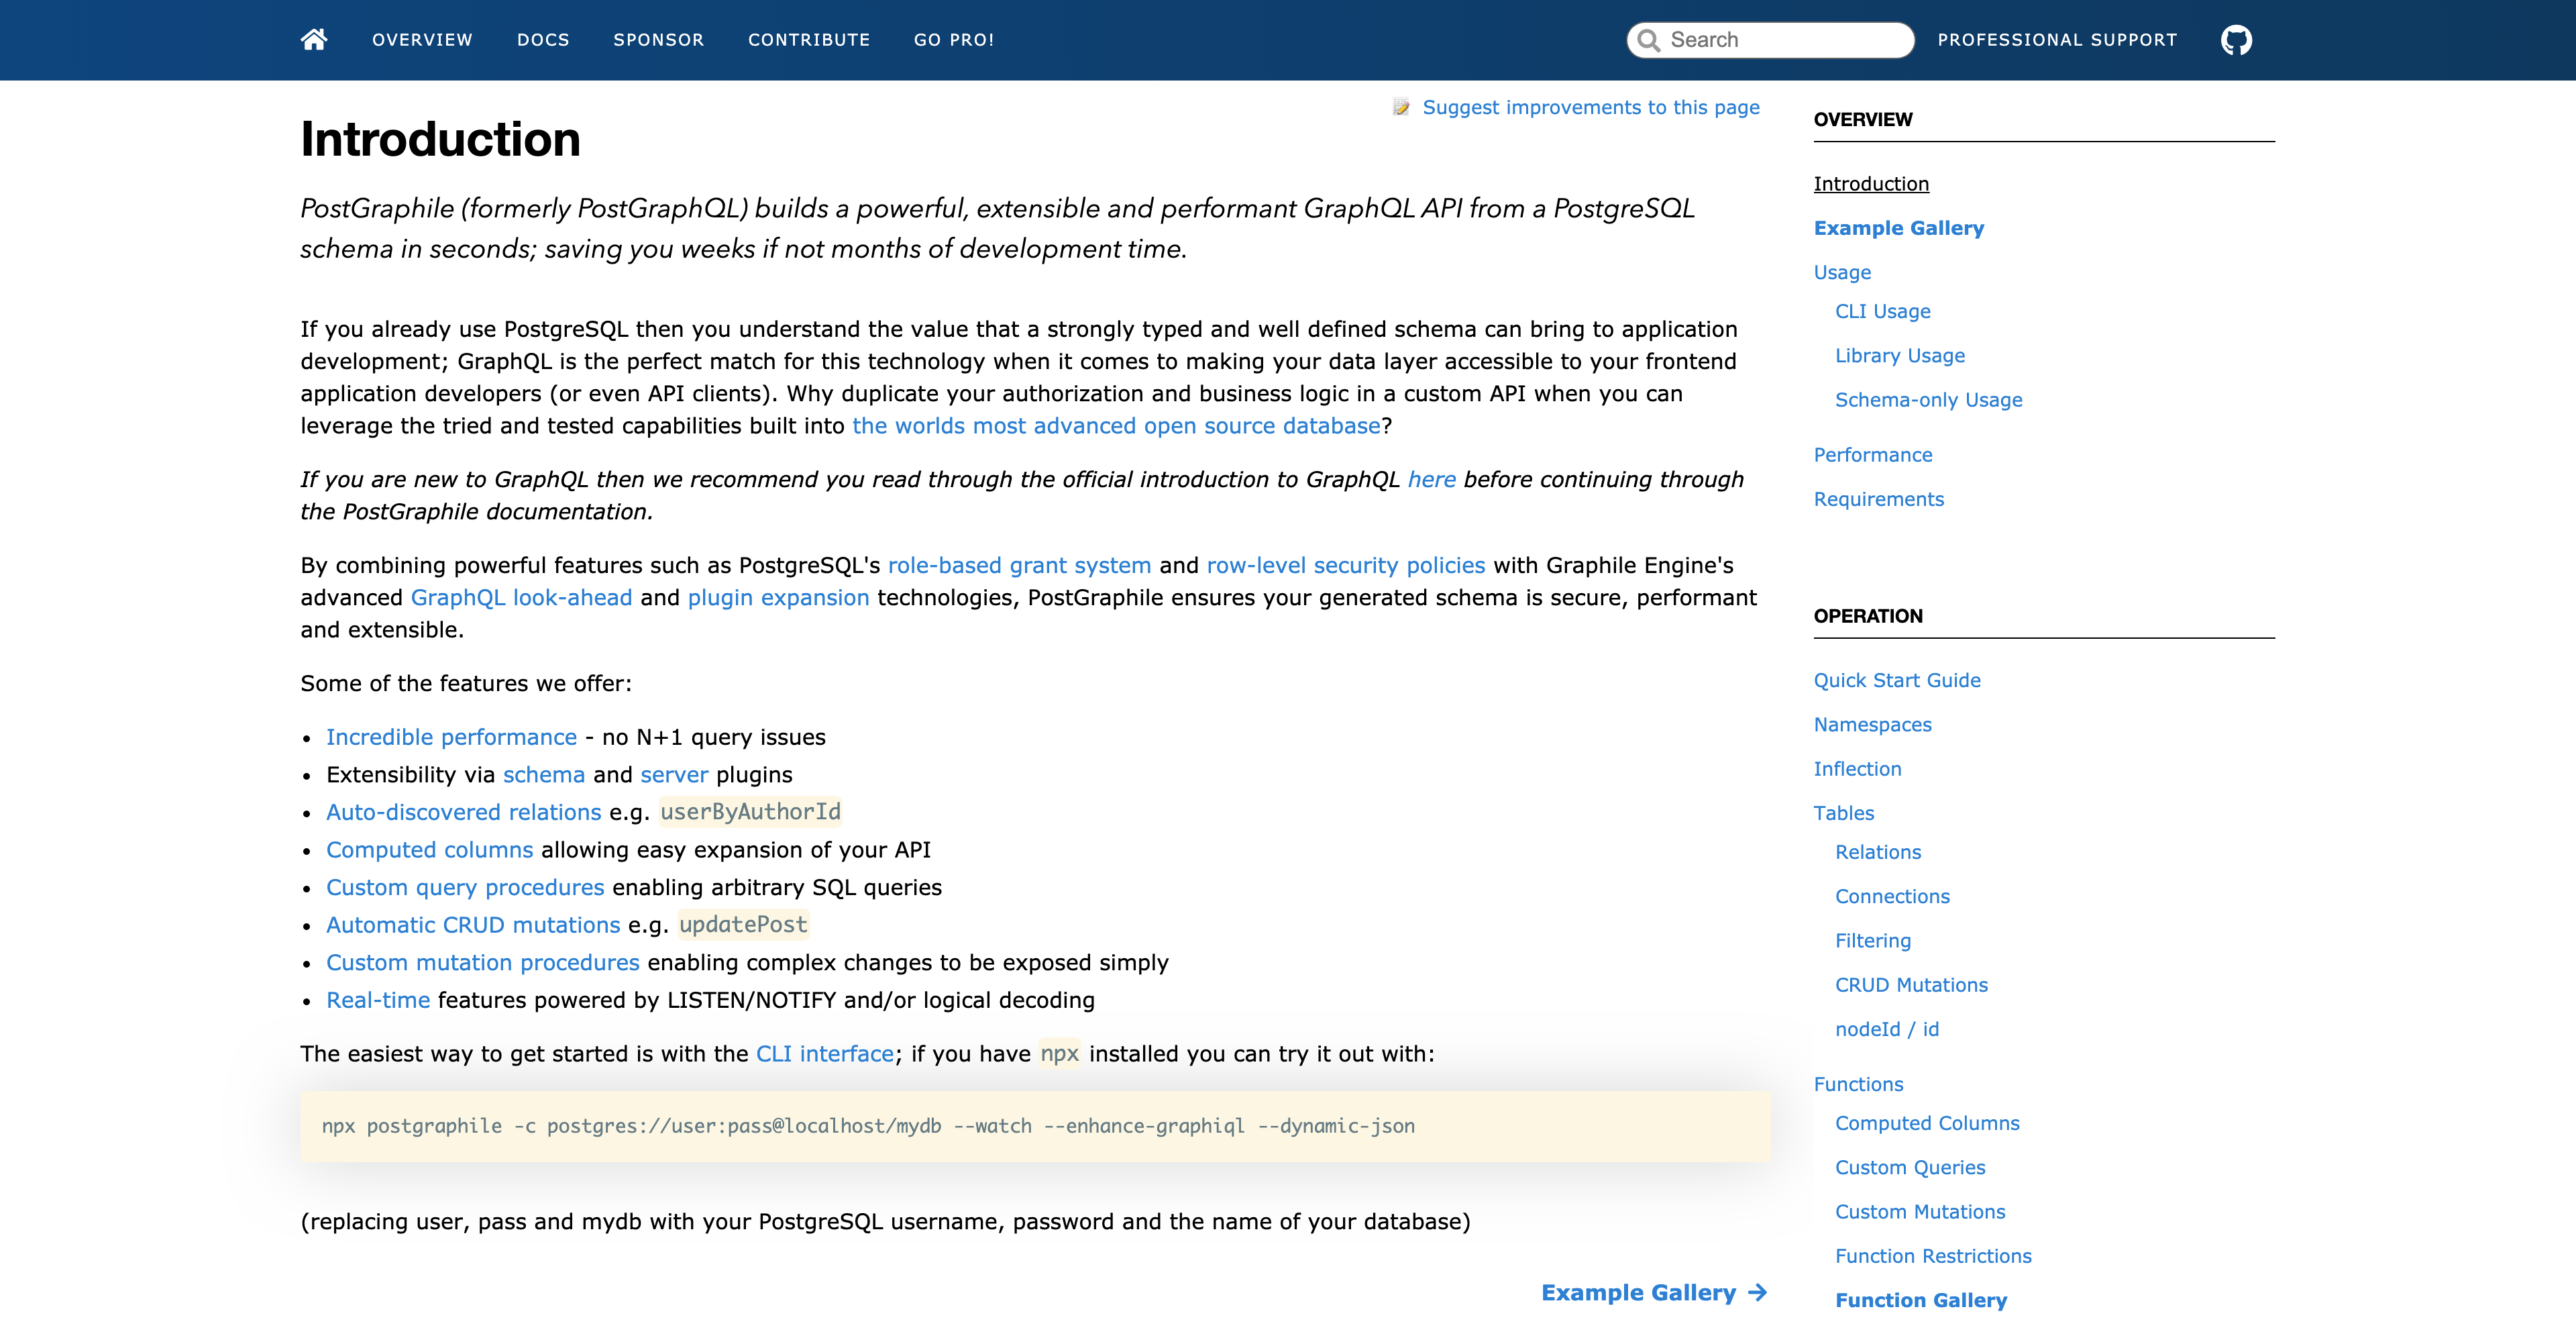 OVERVIEW DOCS SPONSOR CONTRIBUTE GO PRO! Search PROFESSIONAL SUPPORT
Suggest improvements to this page
Introduction
PostGraphile (formerly PostGraphQL) builds a powerful, extensible and performant GraphQL API from a PostgreSQL
schema in seconds; saving you weeks if not months of development time.
If you already use PostgreSQL then you understand the value that a strongly typed and well defined schema can bring to application
development; GraphQL is the perfect match for this technology when it comes to making your data layer accessible to your frontend
application developers (or even API clients). Why duplicate your authorization and business logic in a custom API when you can
leverage the tried and tested capabilities built into the worlds most advanced open source database?
If you are new to GraphQL then we recommend you read through the official introduction to GraphQL here before continuing through
the PostGraphile documentation.
By combining powerful features such as PostgreSQL's role-based grant system and row-level security policies with Graphile Engine's
advanced GraphQL look-ahead and plugin expansion technologies, PostGraphile ensures your generated schema is secure, performant
and extensible.
Some of the features we offer:
• Incredible performance - no N+1 query issues
• Extensibility via schema and server plugins
• Auto-discovered relations e.g. userByAuthorId
• Computed columns allowing easy expansion of your API
• Custom query procedures enabling arbitrary SQL queries
• Automatic CRUD mutations e.g. updatePost
• Custom mutation procedures enabling complex changes to be exposed simply
• Real-time features powered by LISTEN/NOTIFY and/or logical decoding
The easiest way to get started is with the CLI interface; if you have npx installed you can try it out with:
npx postgraphile -c postgres://user:pass@localhost/mydb --watch --enhance-graphiql --dynamic-json
(replacing user, pass and mydb with your PostgreSQL username, password and the name of your database)
Example Gallery →
OVERVIEW
Introduction
Example Gallery
Usage
CLI Usage
Library Usage
Schema-only Usage
Performance
Requirements
OPERATION
Quick Start Guide
Namespaces
Inflection
Tables
Relations
Connections
Filtering
CRUD Mutations
nodeId / id
Functions
Computed Columns
Custom Queries
Custom Mutations
Function Restrictions
Function Gallery